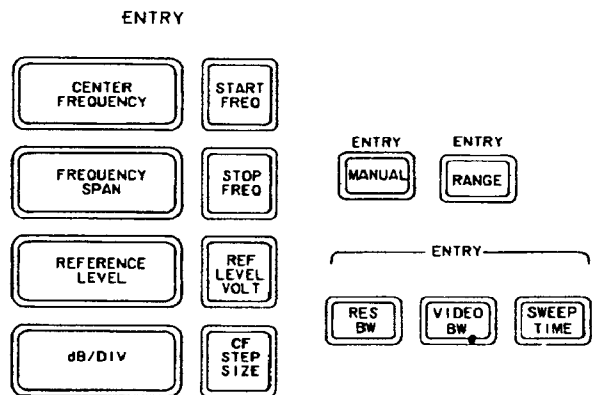 ENTRY
CENTER
FREQUENCY
START
FREQ
FREQUENCY
SPAN
STOP
FREQ
REFERENCE
LEVEL
REF
LEVEL
VOLT
dB/DIV
CF
STEP
SIZE
ENTRY
MANUAL
ENTRY
RANGE
ENTRY
RES
BW
VIDEO
BW
SWEEP
TIME